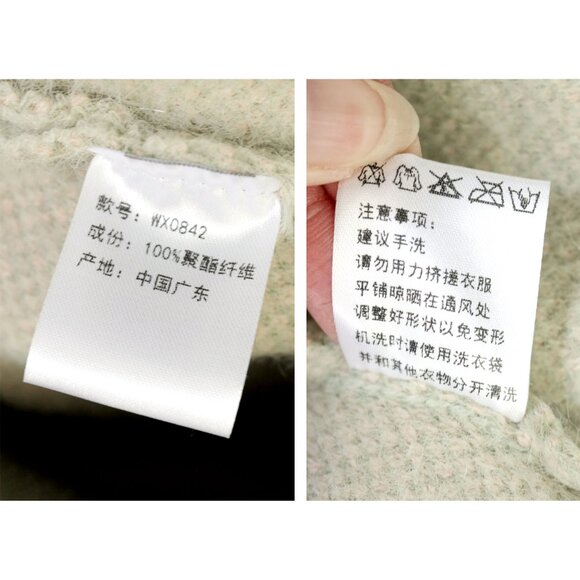 款号: WX0842
成份: 100%聚酯纤维
产地: 中国广东
注意事项:
建议手洗
请勿用力挤搓衣服
平铺晾晒在通风处
调整好形状以免变形
机洗时请使用洗衣袋
并和其他衣物分开清洗